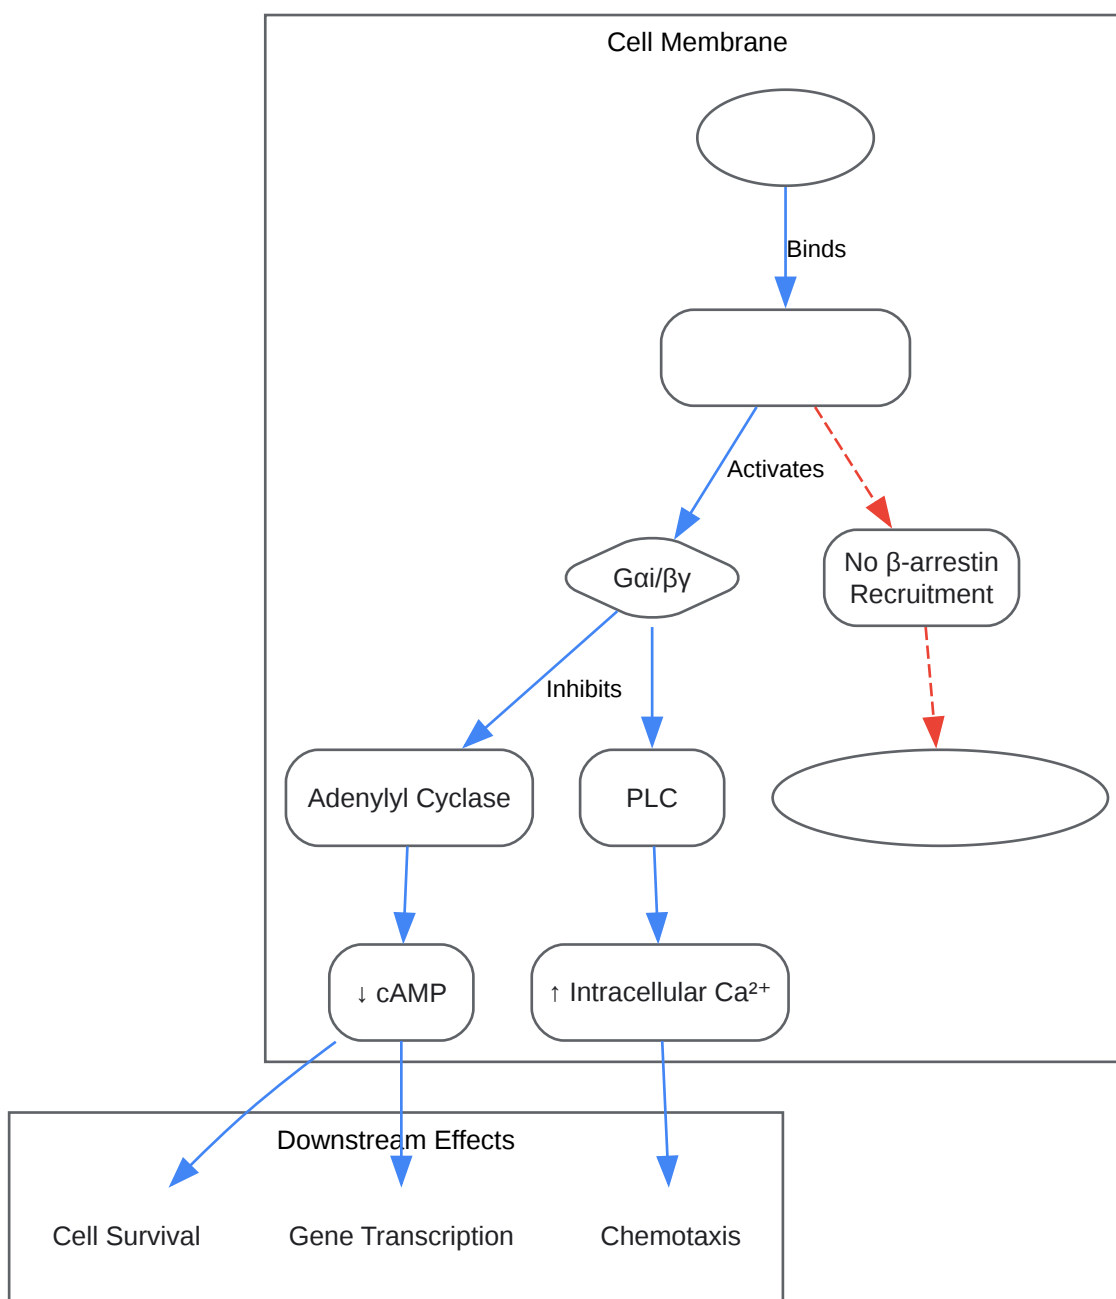 Cell Membrane
Binds
Activates
Gαi/βγ
No β-arrestin
Recruitment
Inhibits
Adenylyl Cyclase
PLC
↓ cAMP
↑ Intracellular Ca²⁺
Downstream Effects
Cell Survival
Gene Transcription
Chemotaxis